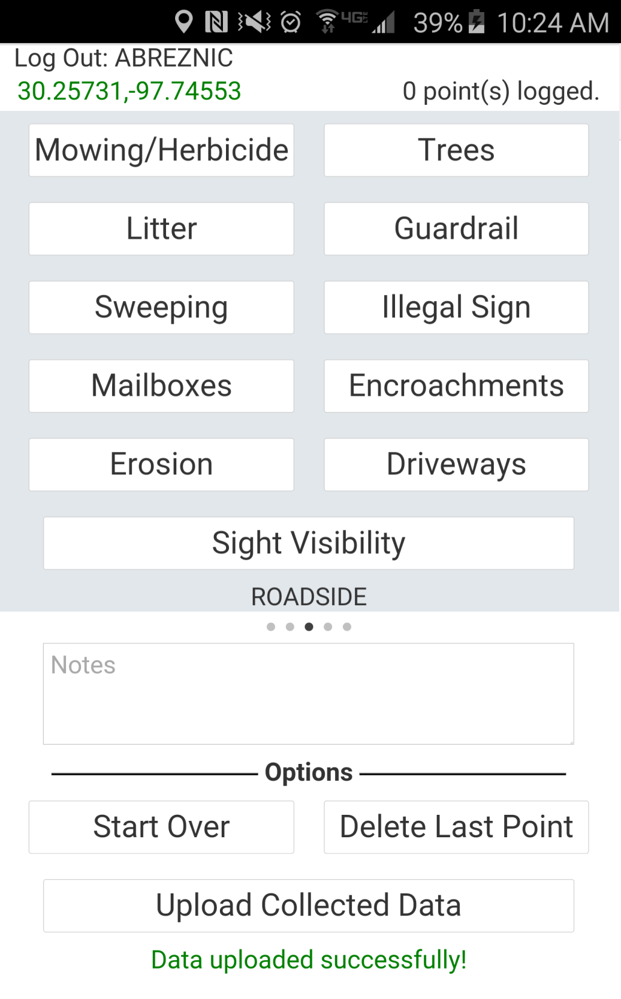 4G LTE 39% 10:24 AM
Log Out: ABREZNIC
30.25731,-97.74553 0 point(s) logged.
Mowing/Herbicide Trees
Litter Guardrail
Sweeping Illegal Sign
Mailboxes Encroachments
Erosion Driveways
Sight Visibility
ROADSIDE
Notes
Options
Start Over Delete Last Point
Upload Collected Data
Data uploaded successfully!